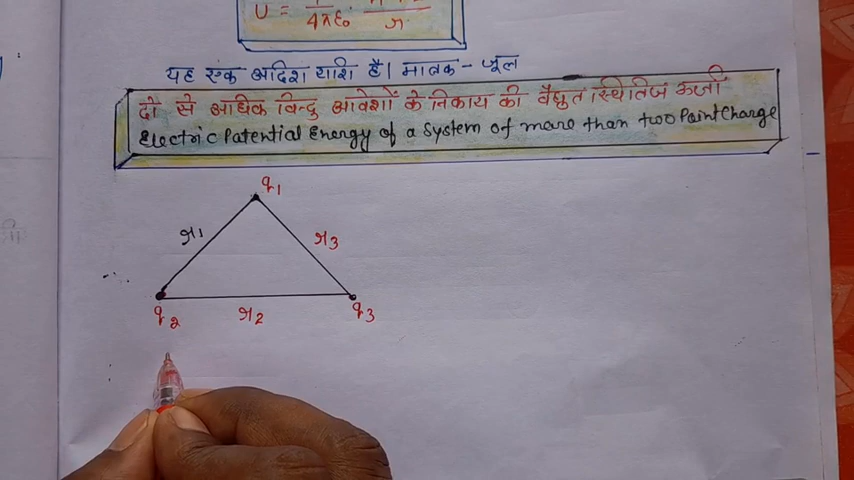 U = 1/4πε₀ .
यह एक अदिश राशि है। मात्रक - जूल
दो से अधिक बिन्दु आवेशों के निकाय की वैद्युत स्थितिज ऊर्जा
Electric Potential Energy of a System of more than two Point Charge
q1
r1 r3
q2 r2 q3